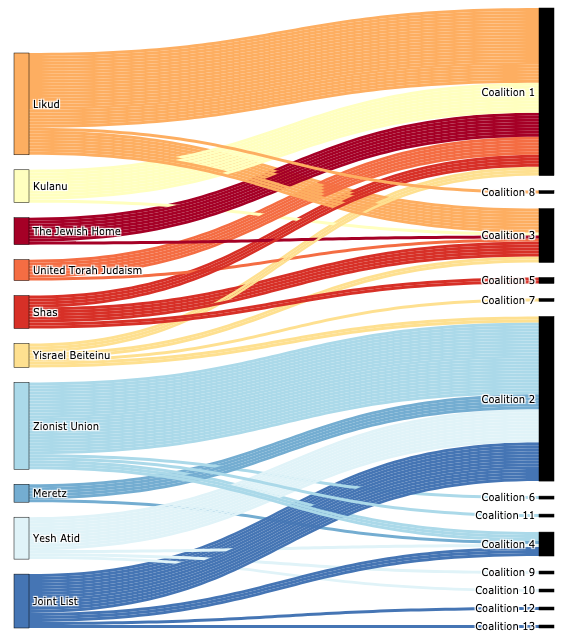 Likud
Kulanu
The Jewish Home
United Torah Judaism
Shas
Yisrael Beiteinu
Zionist Union
Meretz
Yesh Atid
Joint List
Coalition 1
Coalition 8
Coalition 3
Coalition 5
Coalition 7
Coalition 2
Coalition 6
Coalition 11
Coalition 4
Coalition 9
Coalition 10
Coalition 12
Coalition 13